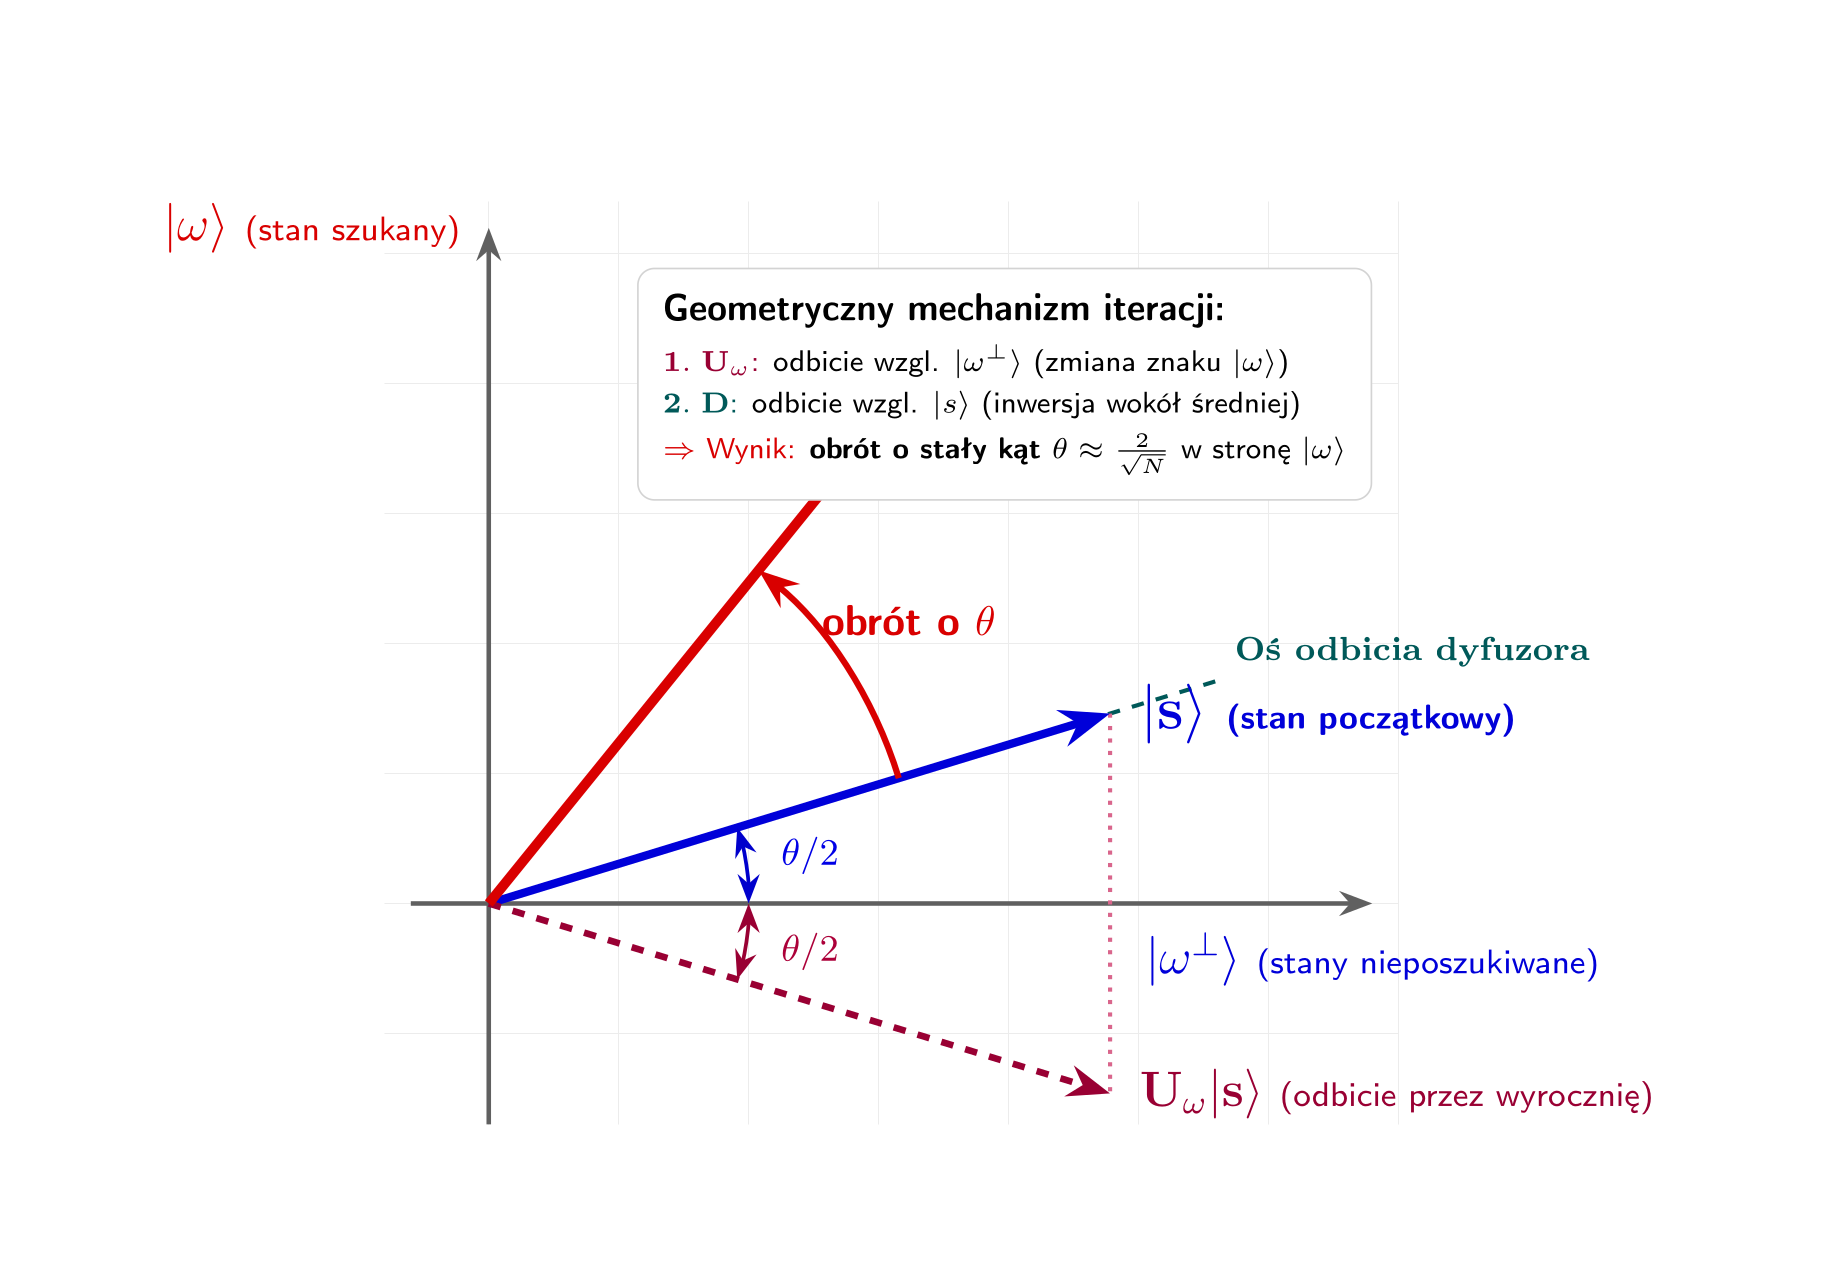 |ω⟩ (stan szukany)
Geometryczny mechanizm iteracji:
1. U_ω: odbicie wzgl. |ω^⊥⟩ (zmiana znaku |ω⟩)
2. D: odbicie wzgl. |s⟩ (inwersja wokół średniej)
⇒ Wynik: obrót o stały kąt θ ≈ 2/√N w stronę |ω⟩
obrót o θ
Oś odbicia dyfuzora
|s⟩ (stan początkowy)
θ/2
θ/2
|ω^⊥⟩ (stany nieposzukiwane)
U_ω|s⟩ (odbicie przez wyrocznię)